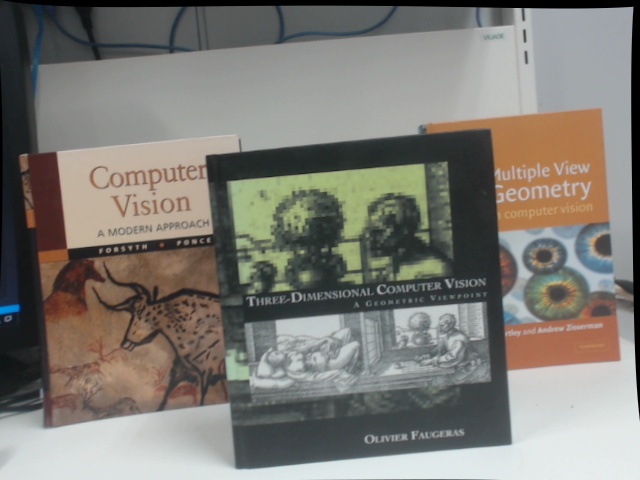 Computer
Vision
A MODERN APPROACH
FORSYTH PONCE
THREE-DIMENSIONAL COMPUTER VISION
A GEOMETRIC VIEWPOINT
OLIVIER FAUGERAS
Multiple View
Geometry
computer vision
and Andrew Zisserman